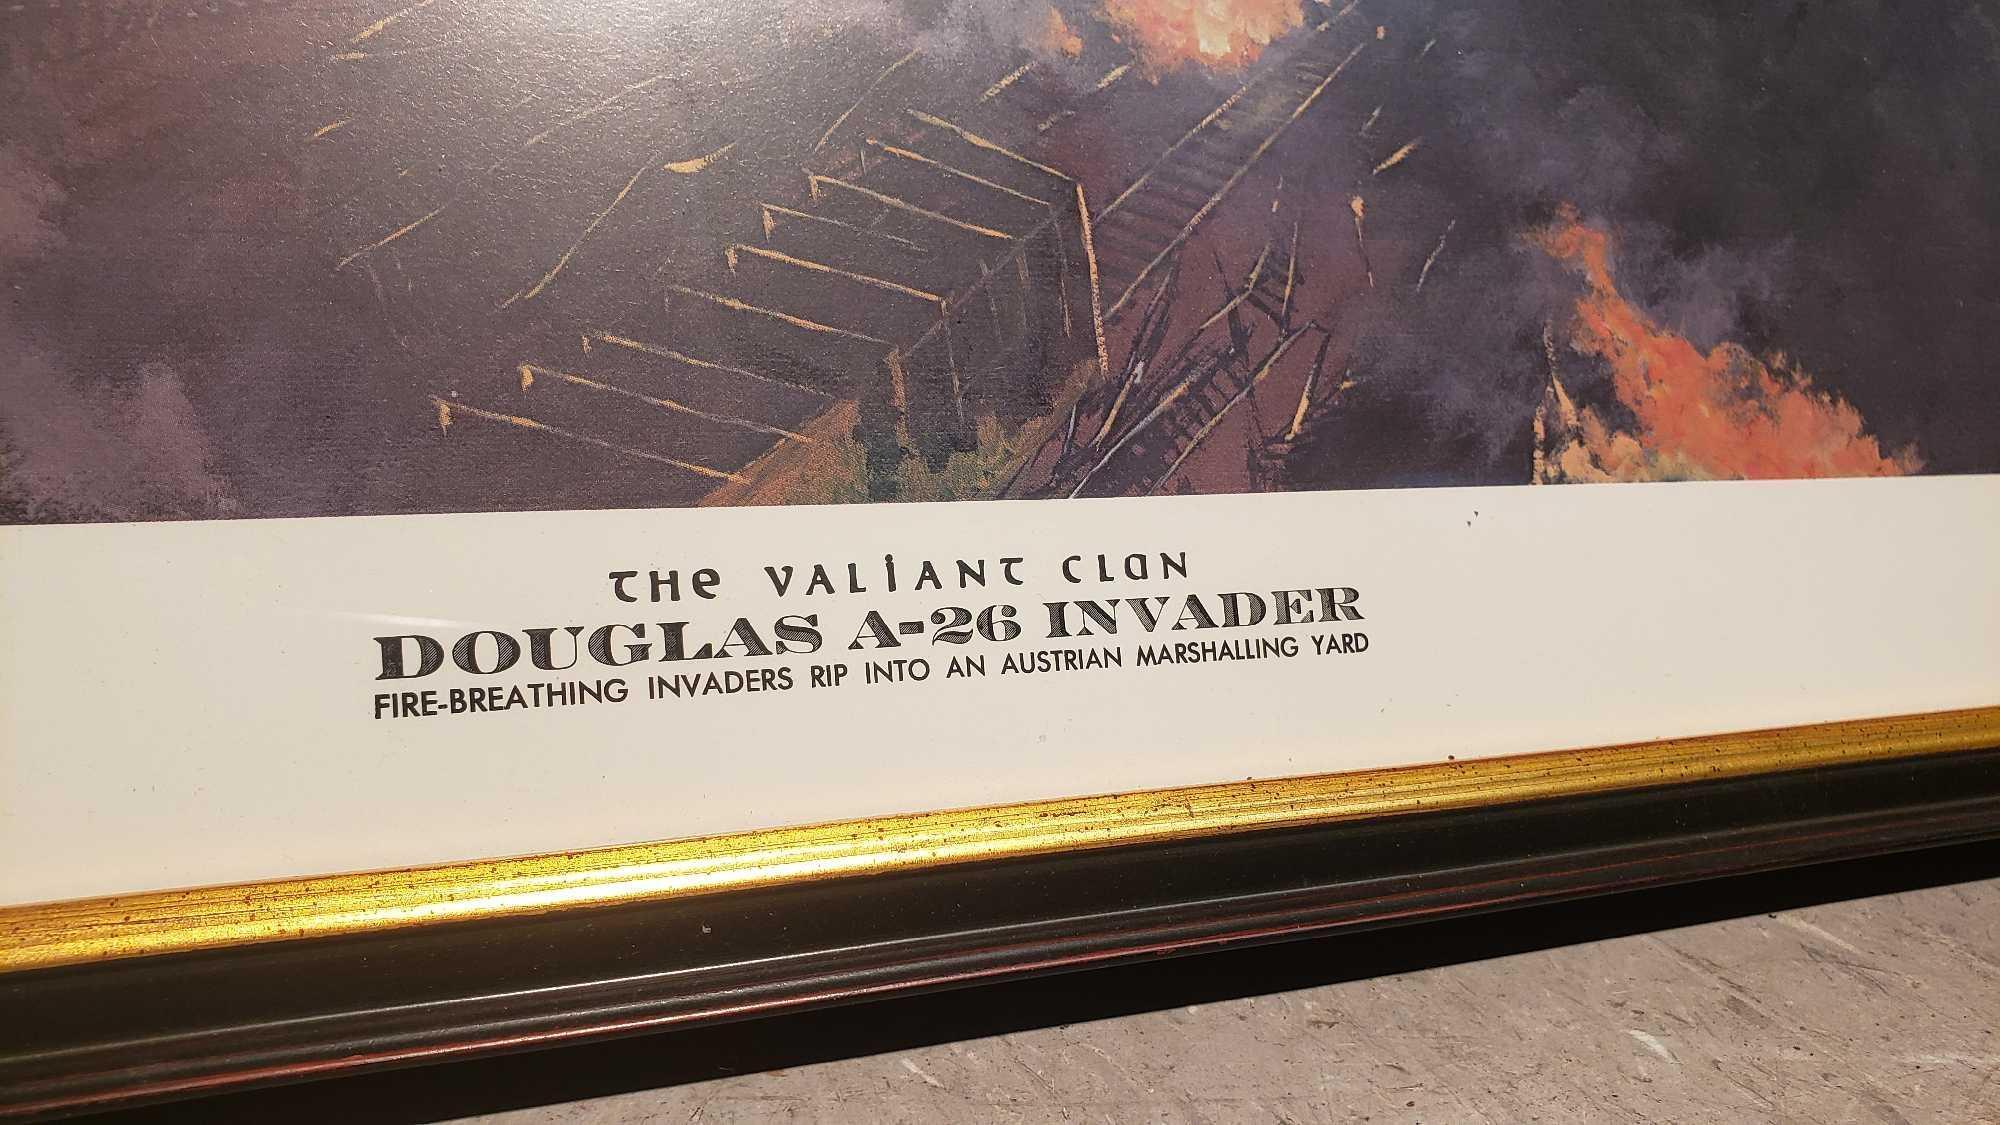 THE VALIANT CLAN
DOUGLAS A-26 INVADER
FIRE-BREATHING INVADERS RIP INTO AN AUSTRIAN MARSHALLING YARD